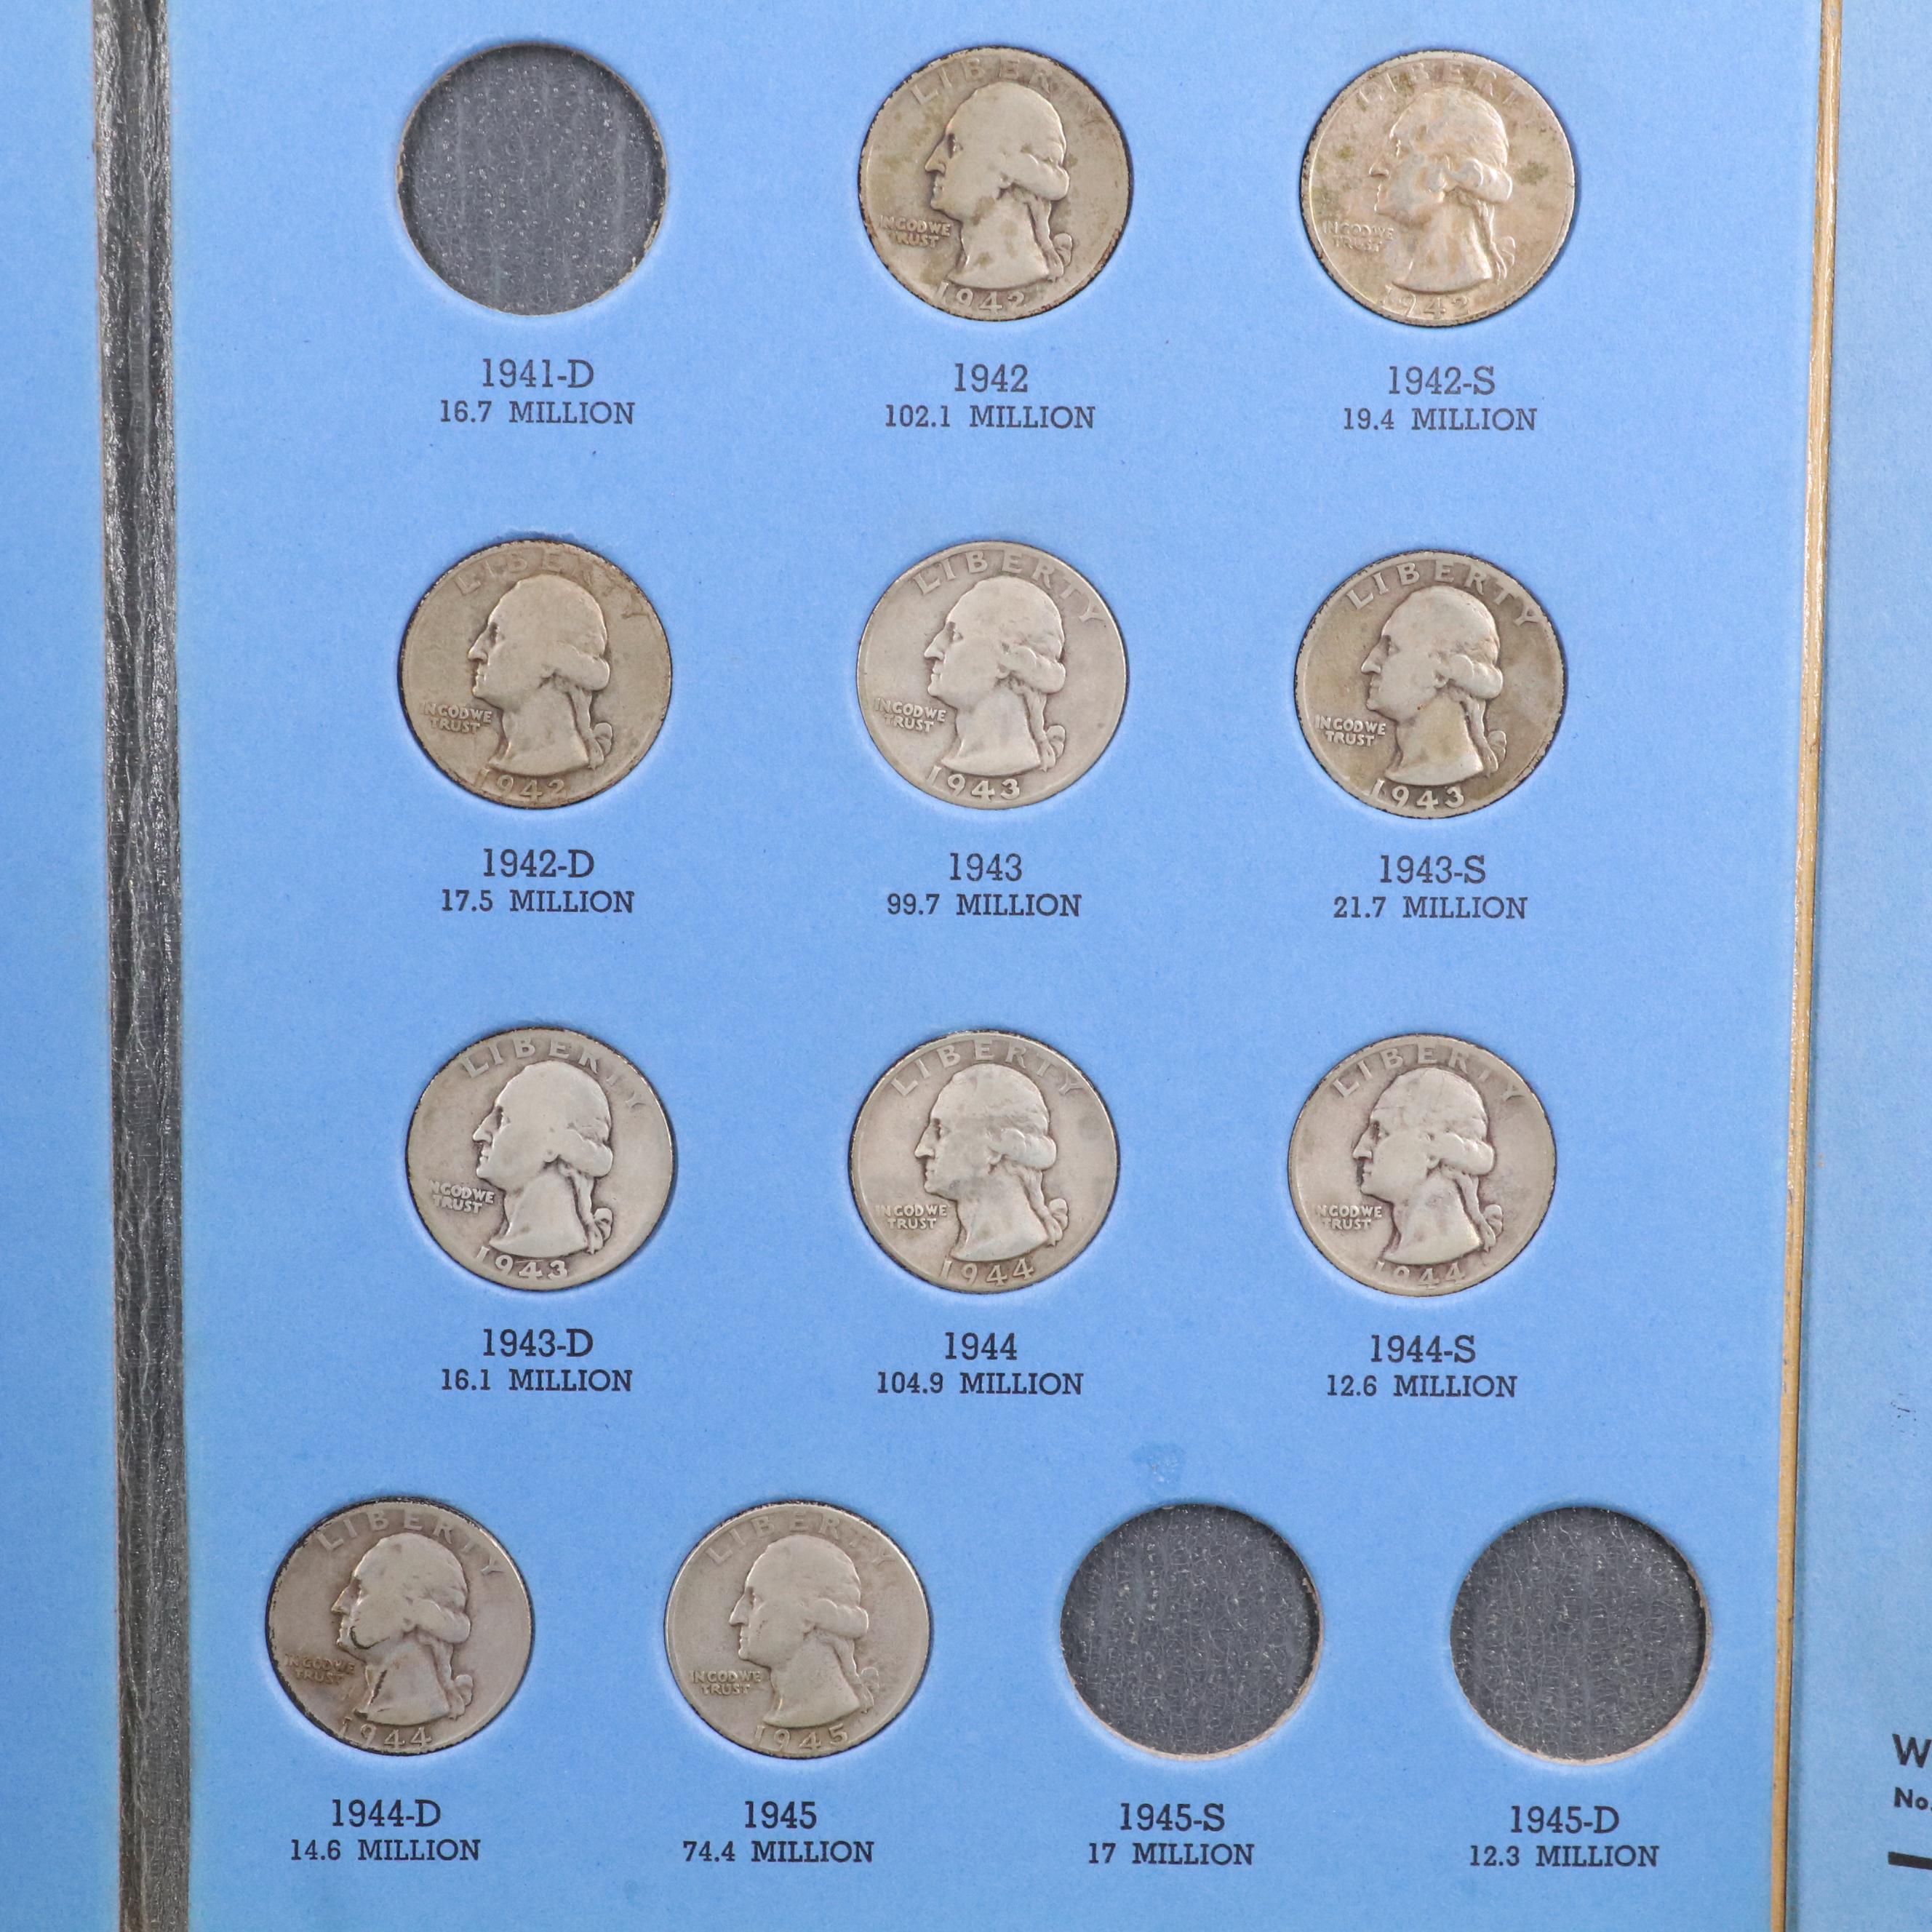 LIBERTY
IN GOD WE
TRUST
1942
LIBERTY
IN GOD WE
TRUST
1942
1941-D
16.7 MILLION
1942
102.1 MILLION
1942-S
19.4 MILLION
LIBERTY
IN GOD WE
TRUST
1942
LIBERTY
IN GOD WE
TRUST
1943
LIBERTY
IN GOD WE
TRUST
1943
1942-D
17.5 MILLION
1943
99.7 MILLION
1943-S
21.7 MILLION
LIBERTY
IN GOD WE
TRUST
1943
LIBERTY
IN GOD WE
TRUST
1944
LIBERTY
IN GOD WE
TRUST
1944
1943-D
16.1 MILLION
1944
104.9 MILLION
1944-S
12.6 MILLION
LIBERTY
IN GOD WE
TRUST
1944
LIBERTY
IN GOD WE
TRUST
1945
1944-D
14.6 MILLION
1945
74.4 MILLION
1945-S
17 MILLION
1945-D
12.3 MILLION
W
No.